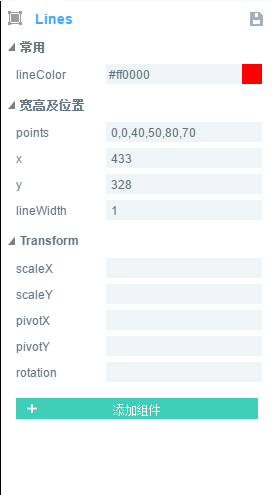 Lines
常用
lineColor #ff0000
宽高及位置
points 0,0,40,50,80,70
x 433
y 328
lineWidth 1
Transform
scaleX
scaleY
pivotX
pivotY
rotation
+ 添加组件